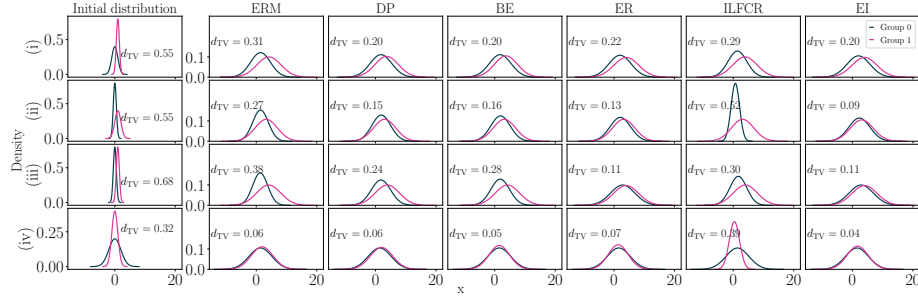 Initial distribution ERM DP BE ER ILFCR EI
Group 0
Group 1
(i) 0.5 0.0 d_TV = 0.55 0.1 0.0 d_TV = 0.31 d_TV = 0.20 d_TV = 0.20 d_TV = 0.22 d_TV = 0.29 d_TV = 0.20
(ii) 0.5 0.0 d_TV = 0.55 0.1 0.0 d_TV = 0.27 d_TV = 0.15 d_TV = 0.16 d_TV = 0.13 d_TV = 0.52 d_TV = 0.09
Density
(iii) 0.5 0.0 d_TV = 0.68 0.1 0.0 d_TV = 0.38 d_TV = 0.24 d_TV = 0.28 d_TV = 0.11 d_TV = 0.30 d_TV = 0.11
(iv) 0.25 0.00 d_TV = 0.32 0.1 0.0 d_TV = 0.06 d_TV = 0.06 d_TV = 0.05 d_TV = 0.07 d_TV = 0.39 d_TV = 0.04
0 20 0 20 0 20 0 20 0 20 0 20 0 20
x